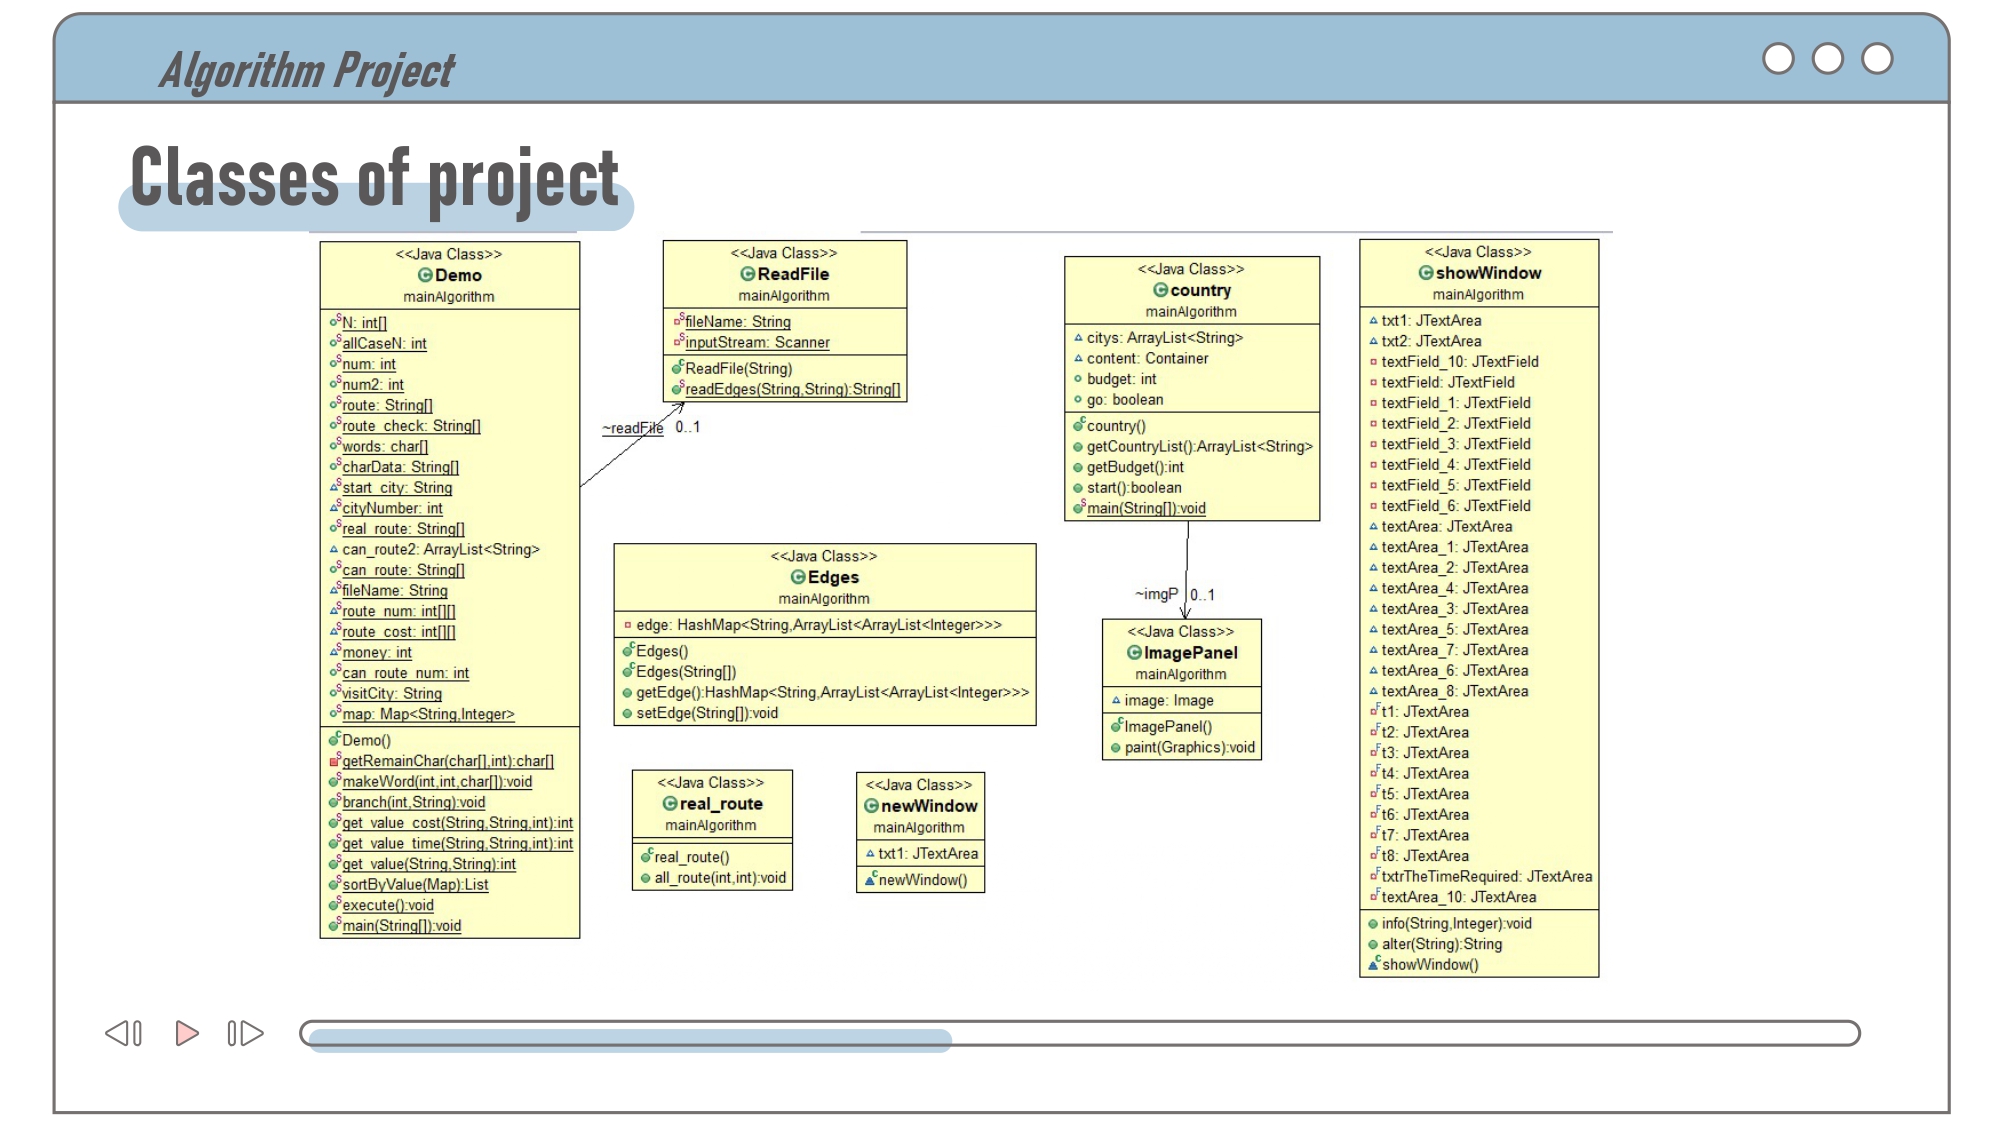 Algorithm Project
Classes of project
<<Java Class>>
Demo
mainAlgorithm
N: int[]
allCaseN: int
num: int
num2: int
route: String[]
route_check: String[]
words: char[]
charData: String[]
start_city: String
cityNumber: int
real_route: String[]
can_route2: ArrayList<String>
can_route: String[]
fileName: String
route_num: int[][]
route_cost: int[][]
money: int
can_route_num: int
visitCity: String
map: Map<String,Integer>
Demo()
getRemainChar(char[],int):char[]
makeWord(int,int,char[]):void
branch(int,String):void
get_value_cost(String,String,int):int
get_value_time(String,String,int):int
get_value(String,String):int
sortByValue(Map):List
execute():void
main(String[]):void
<<Java Class>>
ReadFile
mainAlgorithm
fileName: String
inputStream: Scanner
ReadFile(String)
readEdges(String,String):String[]
~readFile 0..1
<<Java Class>>
Edges
mainAlgorithm
edge: HashMap<String,ArrayList<ArrayList<Integer>>>
Edges()
Edges(String[])
getEdge():HashMap<String,ArrayList<ArrayList<Integer>>>
setEdge(String[]):void
<<Java Class>>
real_route
mainAlgorithm
real_route()
all_route(int,int):void
<<Java Class>>
newWindow
mainAlgorithm
txt1: JTextArea
newWindow()
<<Java Class>>
country
mainAlgorithm
citys: ArrayList<String>
content: Container
budget: int
go: boolean
country()
getCountryList():ArrayList<String>
getBudget():int
start():boolean
main(String[]):void
~imgP 0..1
<<Java Class>>
ImagePanel
mainAlgorithm
image: Image
ImagePanel()
paint(Graphics):void
<<Java Class>>
showWindow
mainAlgorithm
txt1: JTextArea
txt2: JTextArea
textField_10: JTextField
textField: JTextField
textField_1: JTextField
textField_2: JTextField
textField_3: JTextField
textField_4: JTextField
textField_5: JTextField
textField_6: JTextField
textArea: JTextArea
textArea_1: JTextArea
textArea_2: JTextArea
textArea_4: JTextArea
textArea_3: JTextArea
textArea_5: JTextArea
textArea_7: JTextArea
textArea_6: JTextArea
textArea_8: JTextArea
t1: JTextArea
t2: JTextArea
t3: JTextArea
t4: JTextArea
t5: JTextArea
t6: JTextArea
t7: JTextArea
t8: JTextArea
txtrTheTimeRequired: JTextArea
textArea_10: JTextArea
info(String,Integer):void
alter(String):String
showWindow()